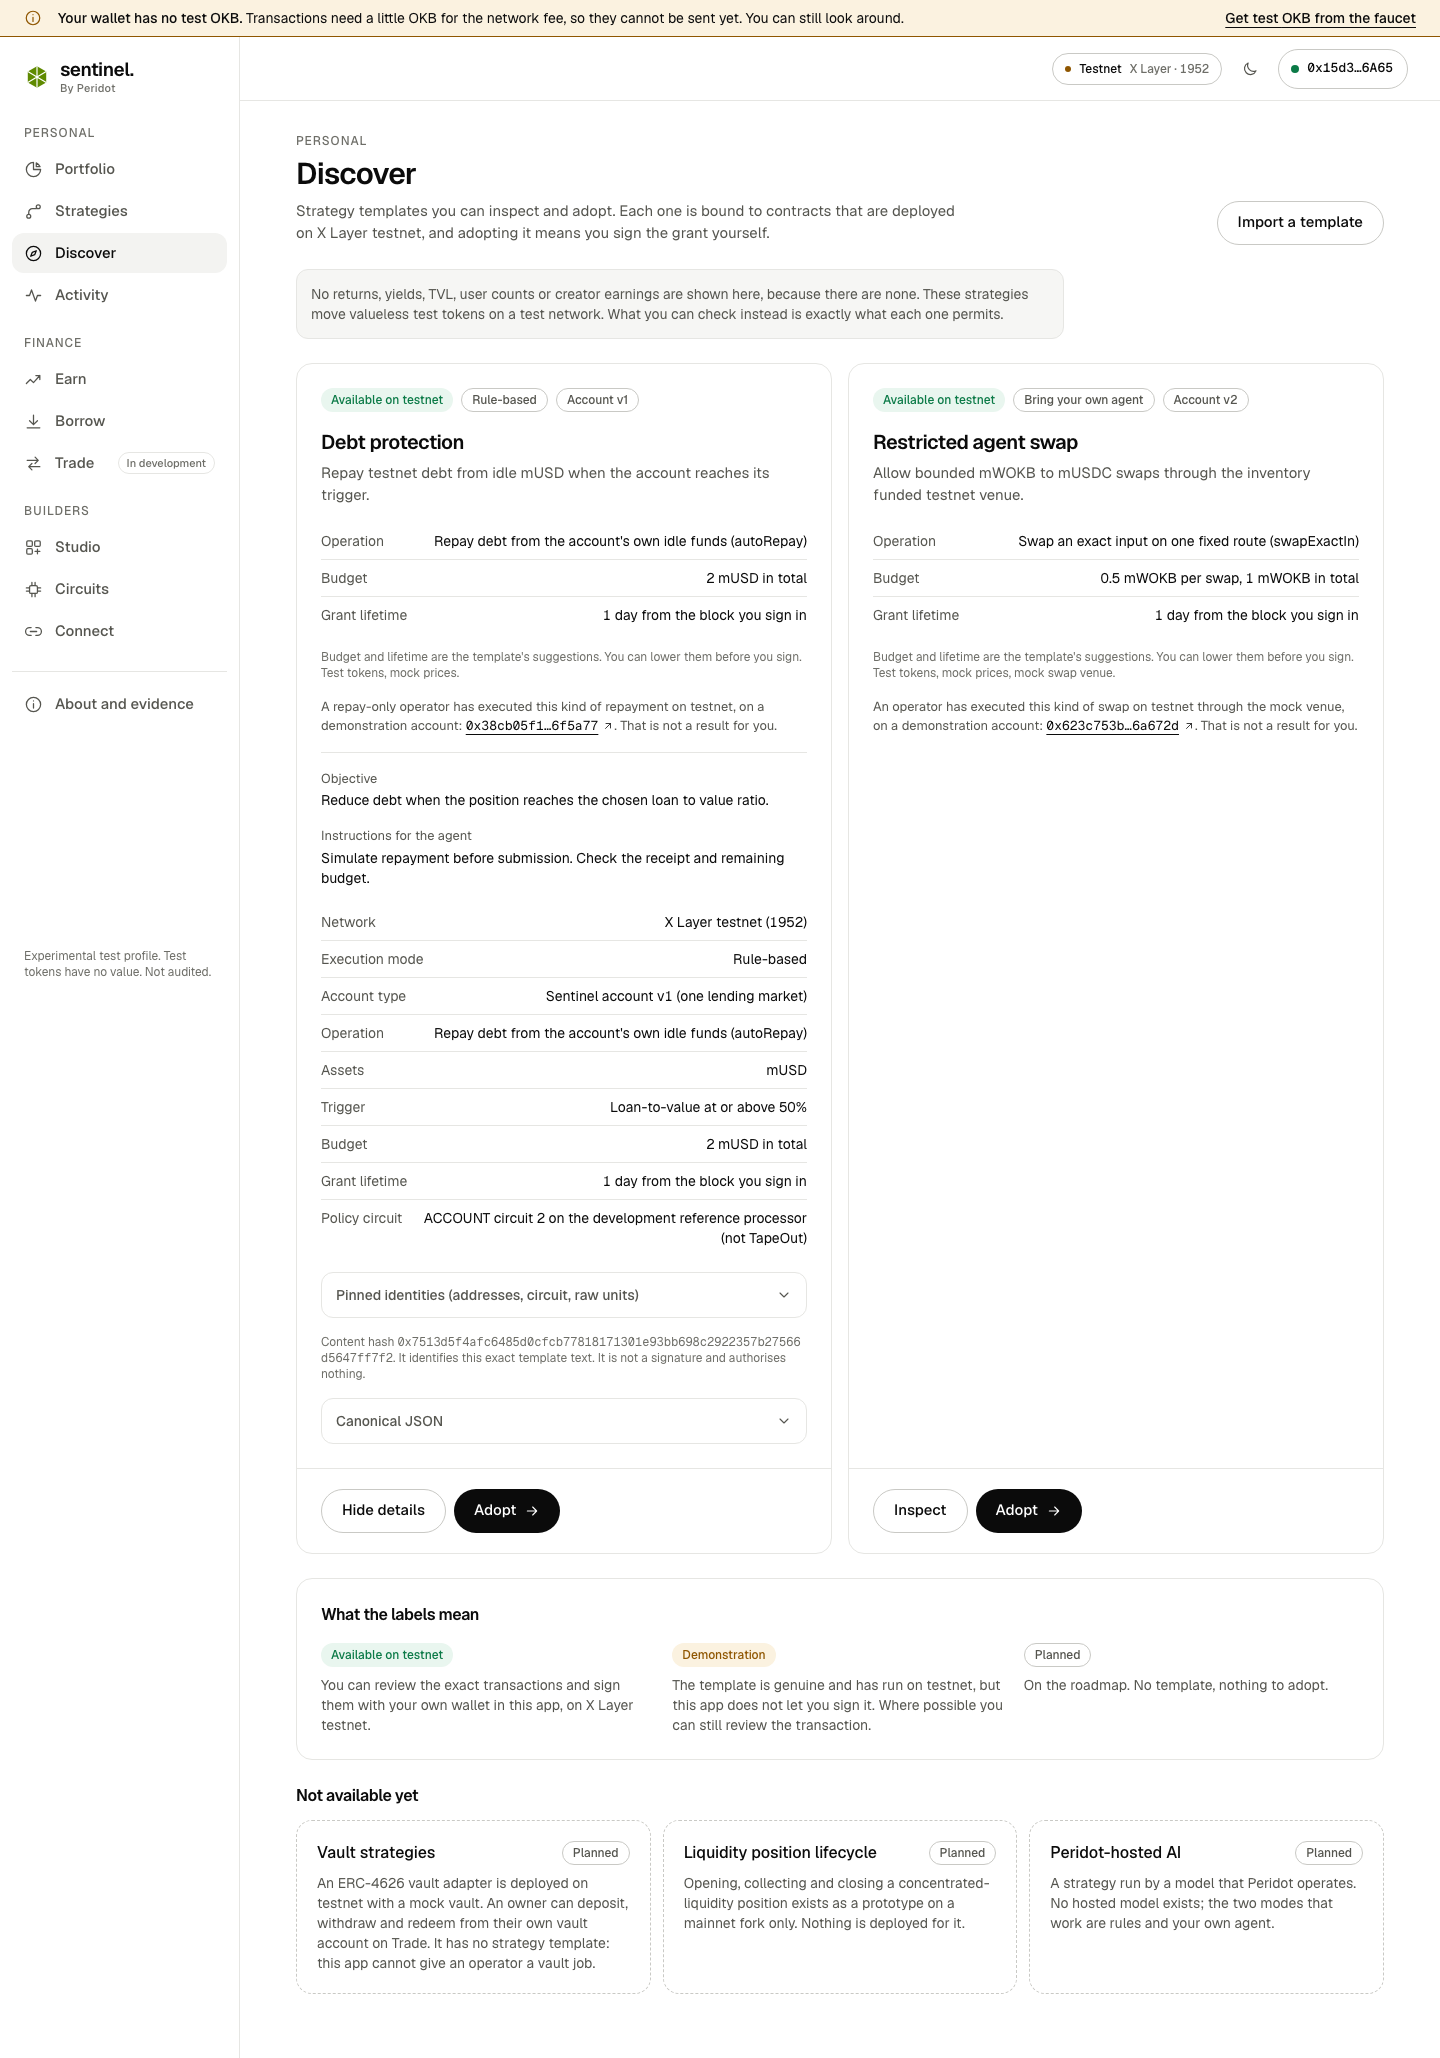 Your wallet has no test OKB. Transactions need a little OKB for the network fee, so they cannot be sent yet. You can still look around.
Get test OKB from the faucet
sentinel.
By Peridot
PERSONAL
Portfolio
Strategies
Discover
Activity
FINANCE
Earn
Borrow
Trade
In development
BUILDERS
Studio
Circuits
Connect
About and evidence
Experimental test profile. Test
tokens have no value. Not audited.
Testnet X Layer · 1952
0x15d3…6A65
PERSONAL
Discover
Strategy templates you can inspect and adopt. Each one is bound to contracts that are deployed
on X Layer testnet, and adopting it means you sign the grant yourself.
Import a template
No returns, yields, TVL, user counts or creator earnings are shown here, because there are none. These strategies
move valueless test tokens on a test network. What you can check instead is exactly what each one permits.
Available on testnet
Rule-based
Account v1
Debt protection
Repay testnet debt from idle mUSD when the account reaches its
trigger.
Operation Repay debt from the account's own idle funds (autoRepay)
Budget 2 mUSD in total
Grant lifetime 1 day from the block you sign in
Budget and lifetime are the template's suggestions. You can lower them before you sign.
Test tokens, mock prices.
A repay-only operator has executed this kind of repayment on testnet, on a
demonstration account: 0x38cb05f1…6f5a77 ↗. That is not a result for you.
Objective
Reduce debt when the position reaches the chosen loan to value ratio.
Instructions for the agent
Simulate repayment before submission. Check the receipt and remaining
budget.
Network X Layer testnet (1952)
Execution mode Rule-based
Account type Sentinel account v1 (one lending market)
Operation Repay debt from the account's own idle funds (autoRepay)
Assets mUSD
Trigger Loan-to-value at or above 50%
Budget 2 mUSD in total
Grant lifetime 1 day from the block you sign in
Policy circuit ACCOUNT circuit 2 on the development reference processor
(not TapeOut)
Pinned identities (addresses, circuit, raw units)
Content hash 0x7513d5f4afc6485d0cfcb77818171301e93bb698c2922357b27566
d5647ff7f2. It identifies this exact template text. It is not a signature and authorises
nothing.
Canonical JSON
Hide details
Adopt →
Available on testnet
Bring your own agent
Account v2
Restricted agent swap
Allow bounded mWOKB to mUSDC swaps through the inventory
funded testnet venue.
Operation Swap an exact input on one fixed route (swapExactIn)
Budget 0.5 mWOKB per swap, 1 mWOKB in total
Grant lifetime 1 day from the block you sign in
Budget and lifetime are the template's suggestions. You can lower them before you sign.
Test tokens, mock prices, mock swap venue.
An operator has executed this kind of swap on testnet through the mock venue,
on a demonstration account: 0x623c753b…6a672d ↗. That is not a result for you.
Inspect
Adopt →
What the labels mean
Available on testnet
You can review the exact transactions and sign
them with your own wallet in this app, on X Layer
testnet.
Demonstration
The template is genuine and has run on testnet, but
this app does not let you sign it. Where possible you
can still review the transaction.
Planned
On the roadmap. No template, nothing to adopt.
Not available yet
Vault strategies
Planned
An ERC-4626 vault adapter is deployed on
testnet with a mock vault. An owner can deposit,
withdraw and redeem from their own vault
account on Trade. It has no strategy template:
this app cannot give an operator a vault job.
Liquidity position lifecycle
Planned
Opening, collecting and closing a concentrated-
liquidity position exists as a prototype on a
mainnet fork only. Nothing is deployed for it.
Peridot-hosted AI
Planned
A strategy run by a model that Peridot operates.
No hosted model exists; the two modes that
work are rules and your own agent.